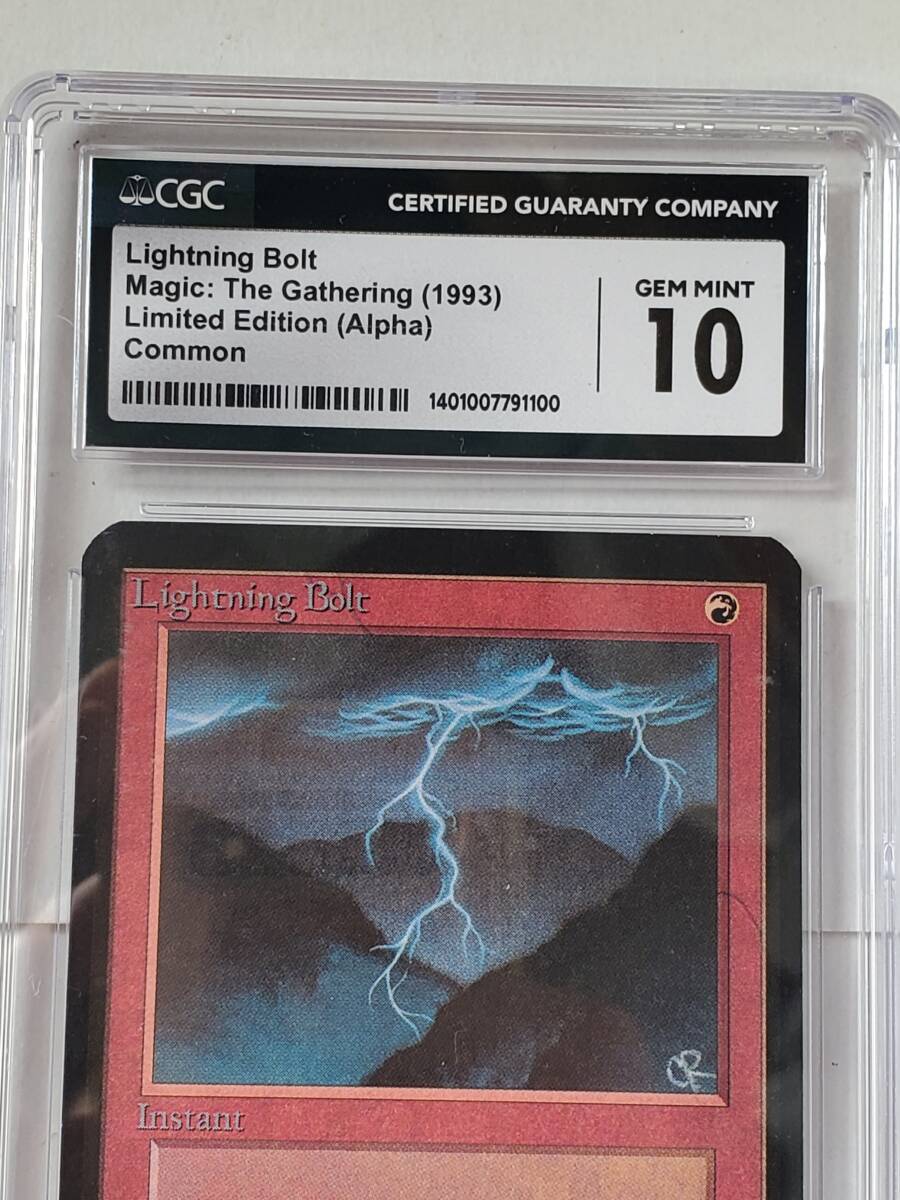 CGC
CERTIFIED GUARANTY COMPANY
Lightning Bolt
Magic: The Gathering (1993)
Limited Edition (Alpha)
Common
GEM MINT
10
1401007791100
Lightning Bolt
CR
Instant